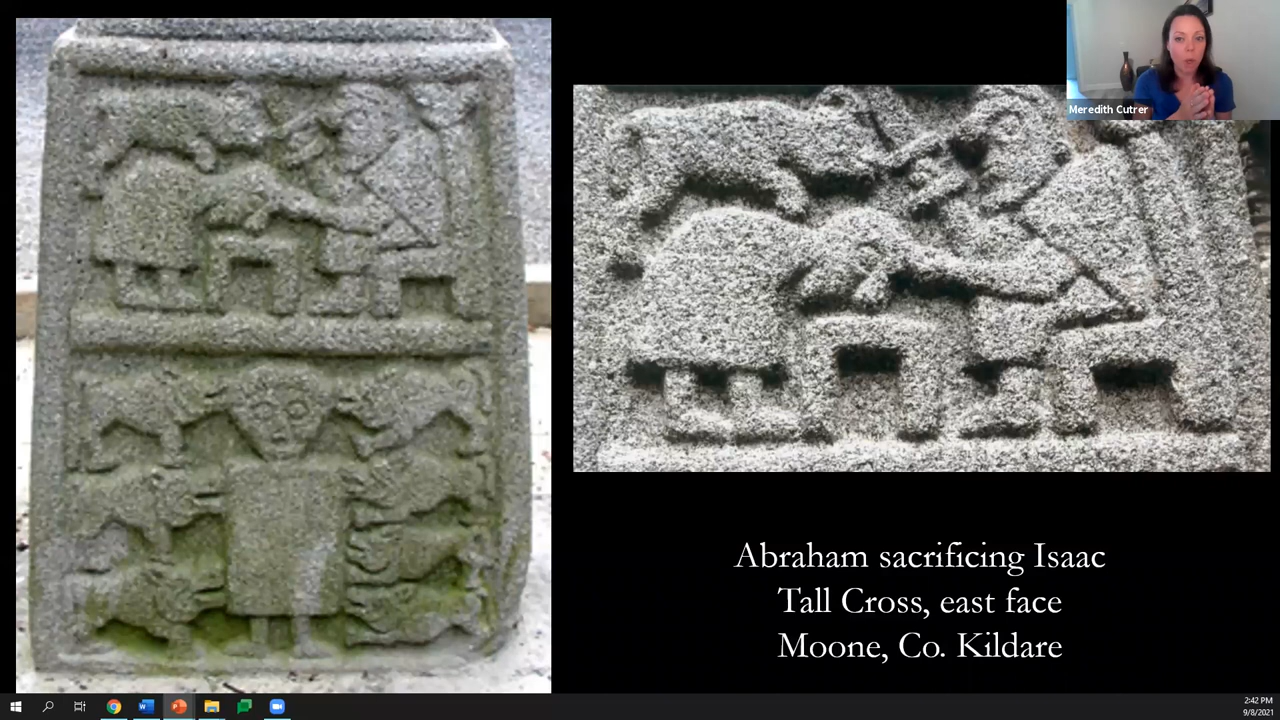 Meredith Cutrer
Abraham sacrificing Isaac
Tall Cross, east face
Moone, Co. Kildare
2:42 PM
9/8/2021